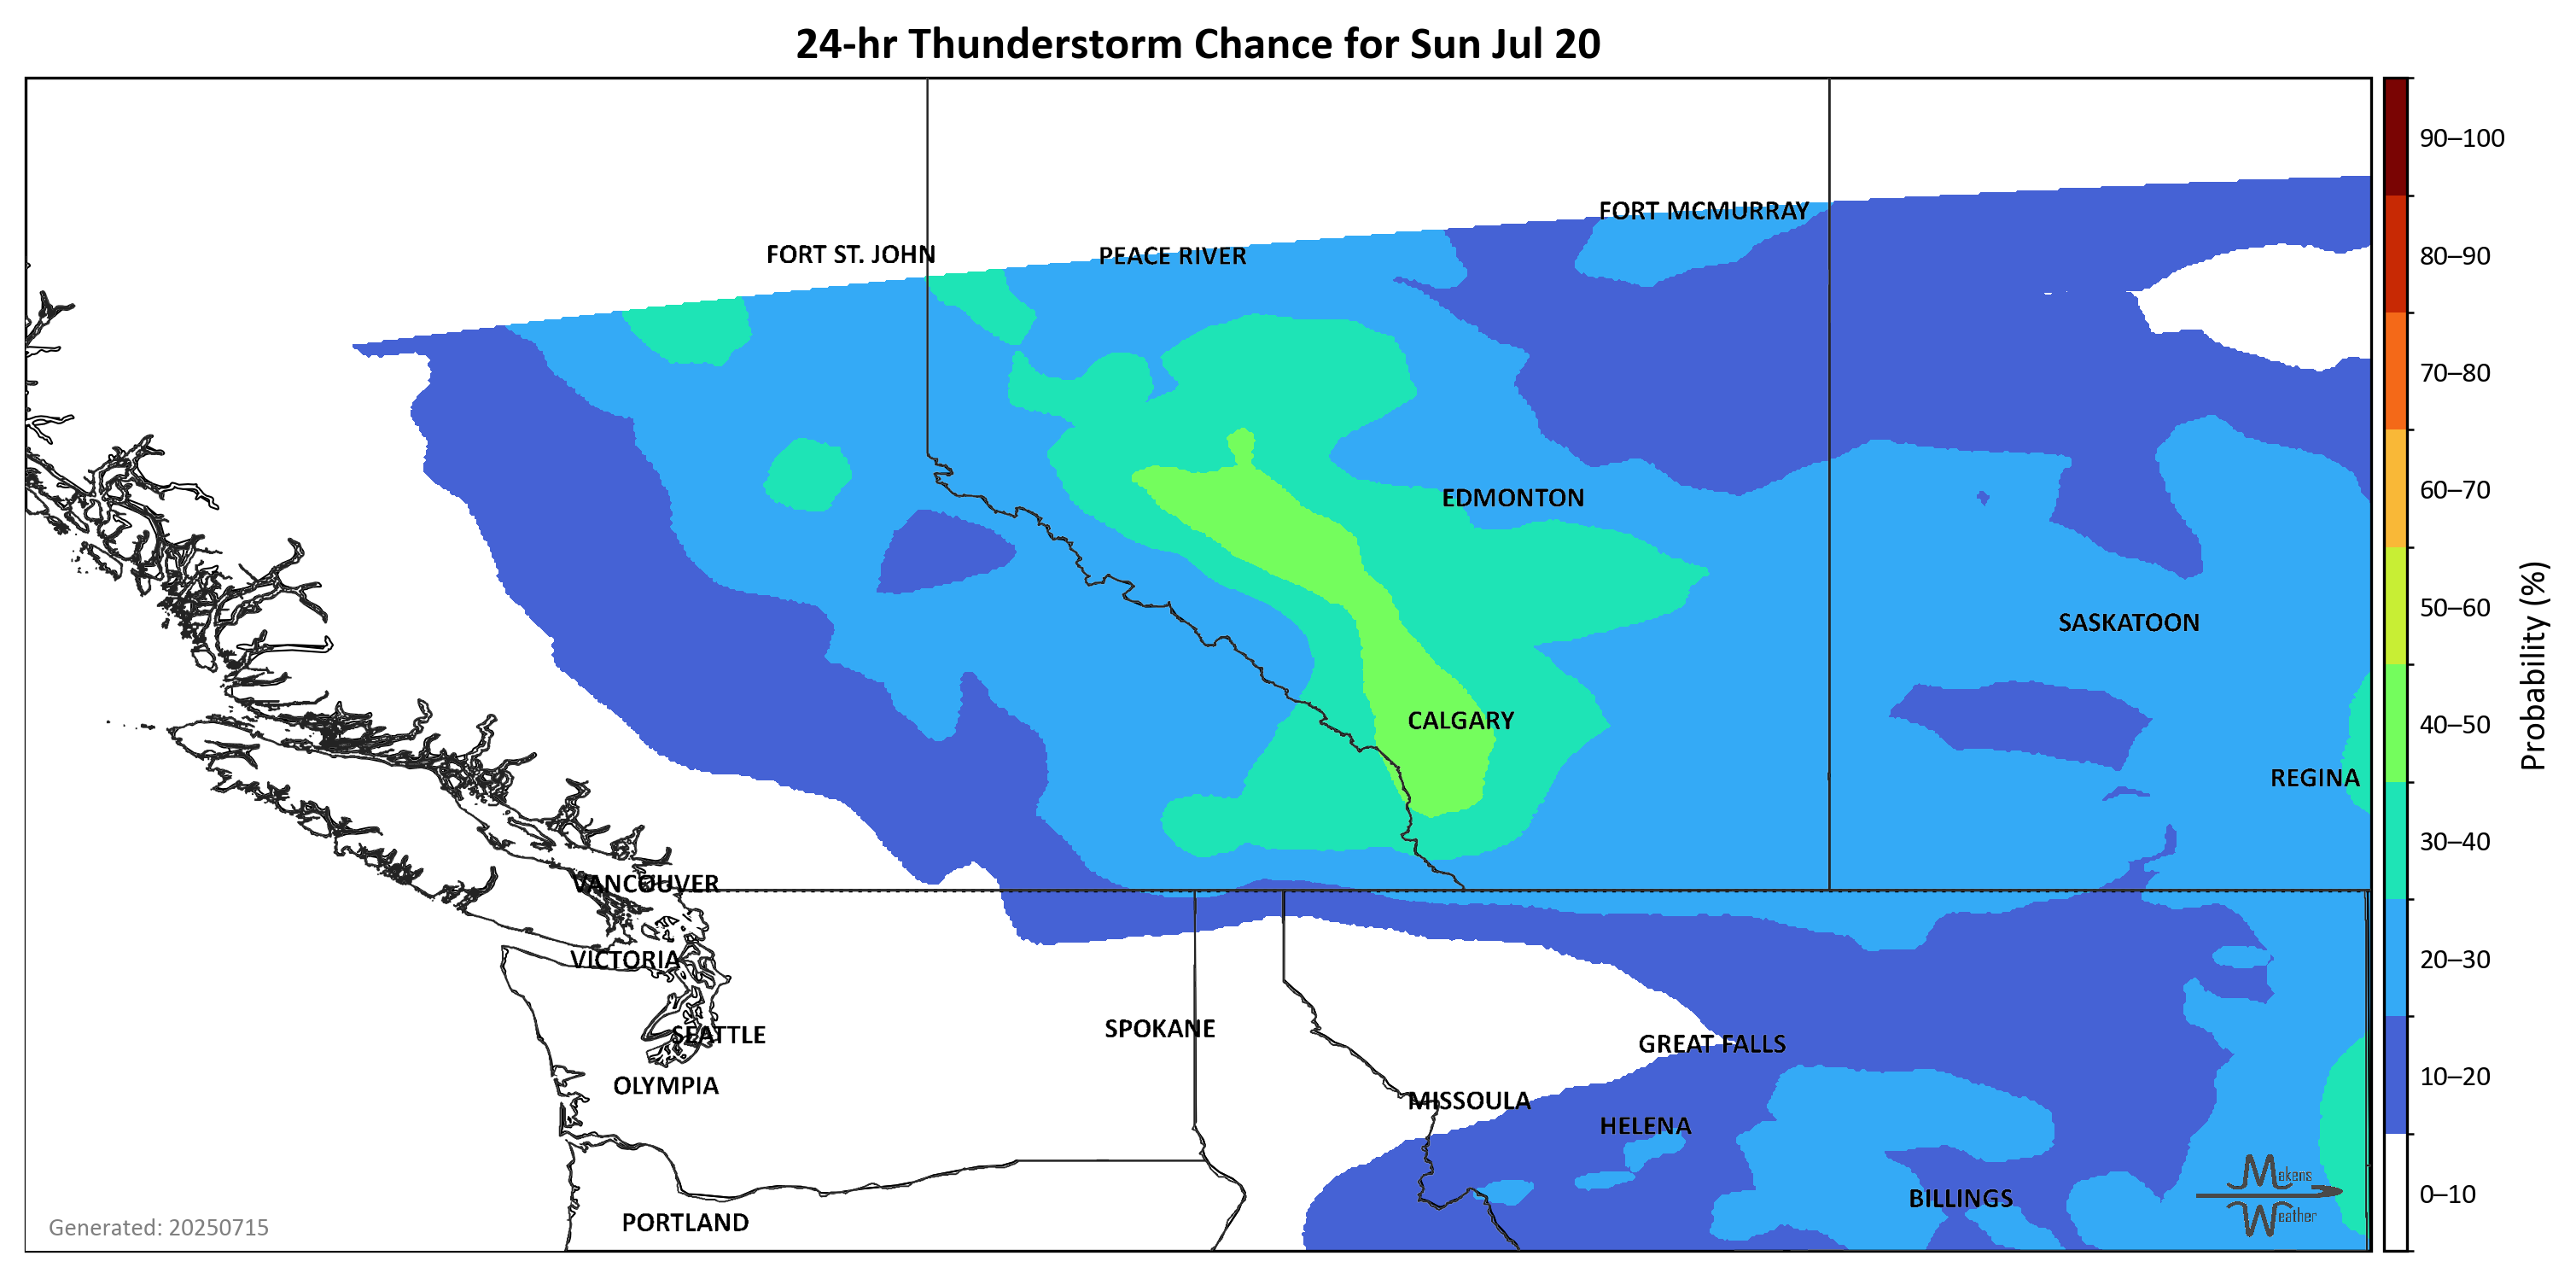 24-hr Thunderstorm Chance for Sun Jul 20
90–100
FORT MCMURRAY
FORT ST. JOHN
PEACE RIVER
80–90
70–80
60–70
EDMONTON
50–60
SASKATOON
Probability (%)
CALGARY
40–50
REGINA
30–40
VANCOUVER
VICTORIA
20–30
SPOKANE
SEATTLE
GREAT FALLS
OLYMPIA
10–20
MISSOULA
HELENA
Makens
Weather
0–10
BILLINGS
PORTLAND
Generated: 20250715